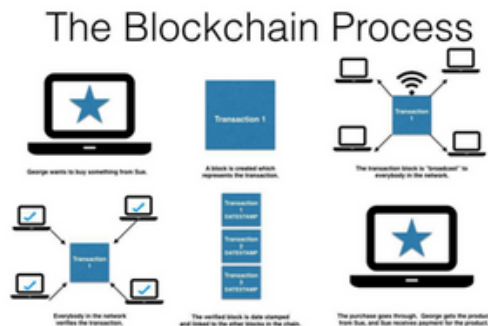 The Blockchain Process
Transaction 1
Transaction
1
George wants to buy something from Sue.
A block is created which
represents the transaction.
The transaction block is "broadcast" to
everybody in the network.
Transaction
1
Transaction
1
DATESTAMP
Transaction
2
DATESTAMP
Transaction
3
DATESTAMP
Everybody in the network
verifies the transaction.
The verified block is date stamped
and linked to the other blocks in the chain.
The purchase goes through. George gets the product
from Sue, and Sue receives payment for the product.